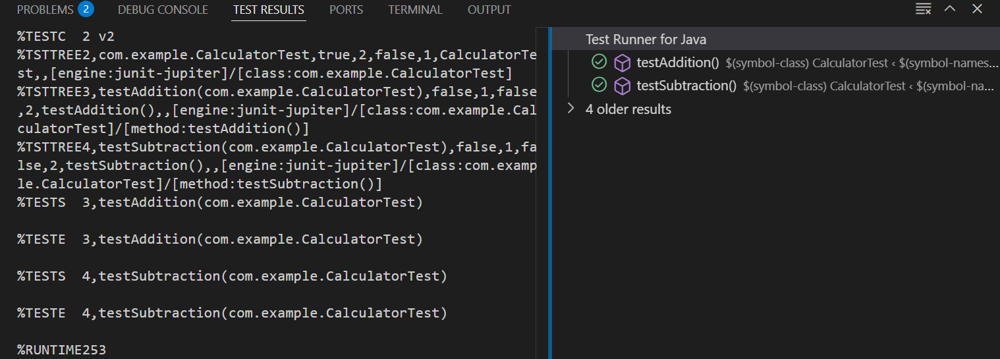 PROBLEMS 2 DEBUG CONSOLE TEST RESULTS PORTS TERMINAL OUTPUT
%TESTC  2 v2
%TSTTREE2,com.example.CalculatorTest,true,2,false,1,CalculatorTe
st,,[engine:junit-jupiter]/[class:com.example.CalculatorTest]
%TSTTREE3,testAddition(com.example.CalculatorTest),false,1,false
,2,testAddition(),,[engine:junit-jupiter]/[class:com.example.Cal
culatorTest]/[method:testAddition()]
%TSTTREE4,testSubtraction(com.example.CalculatorTest),false,1,fa
lse,2,testSubtraction(),,[engine:junit-jupiter]/[class:com.examp
le.CalculatorTest]/[method:testSubtraction()]
%TESTS  3,testAddition(com.example.CalculatorTest)
%TESTE  3,testAddition(com.example.CalculatorTest)
%TESTS  4,testSubtraction(com.example.CalculatorTest)
%TESTE  4,testSubtraction(com.example.CalculatorTest)
%RUNTIME253
Test Runner for Java
testAddition() $(symbol-class) CalculatorTest ‹ $(symbol-names...
testSubtraction() $(symbol-class) CalculatorTest ‹ $(symbol-na...
4 older results